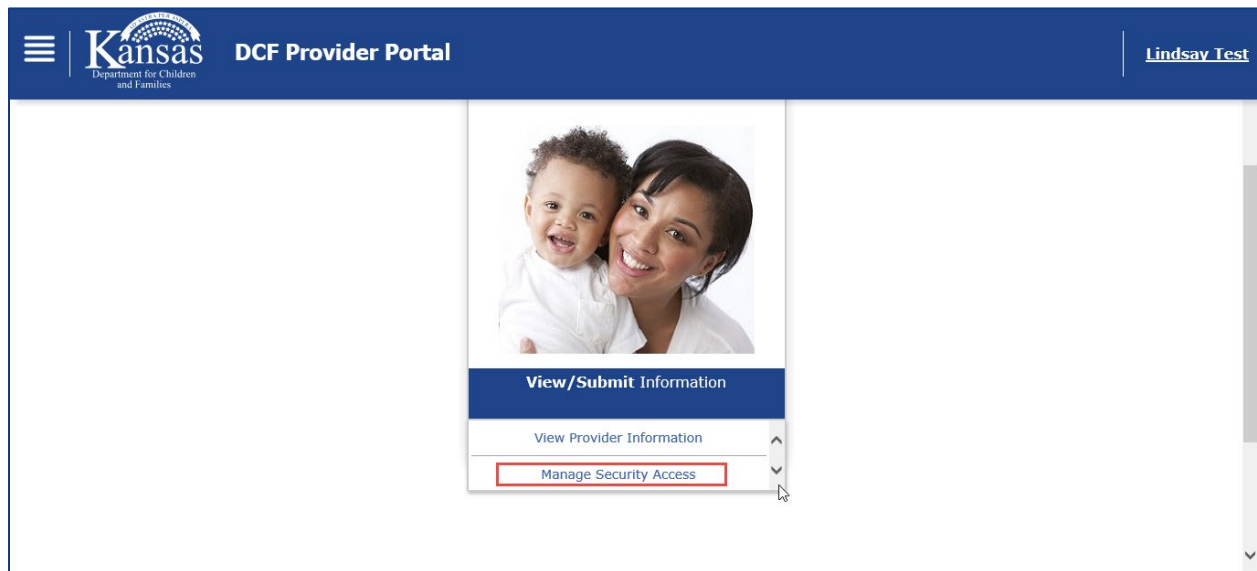 Kansas
Department for Children
and Families
DCF Provider Portal
Lindsay Test
View/Submit Information
View Provider Information
Manage Security Access